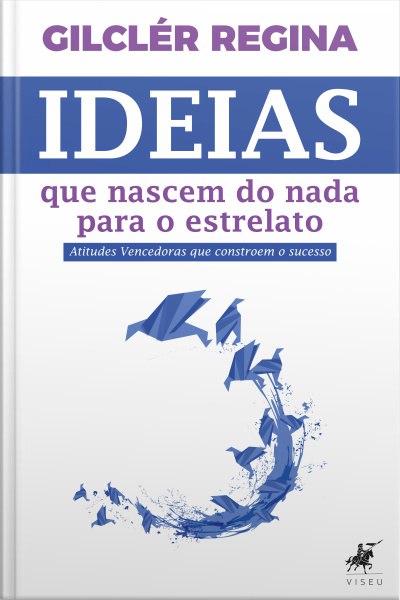 GILCLÉR REGINA
IDEIAS
que nascem do nada
para o estrelato
Atitudes Vencedoras que constroem o sucesso
VISEU